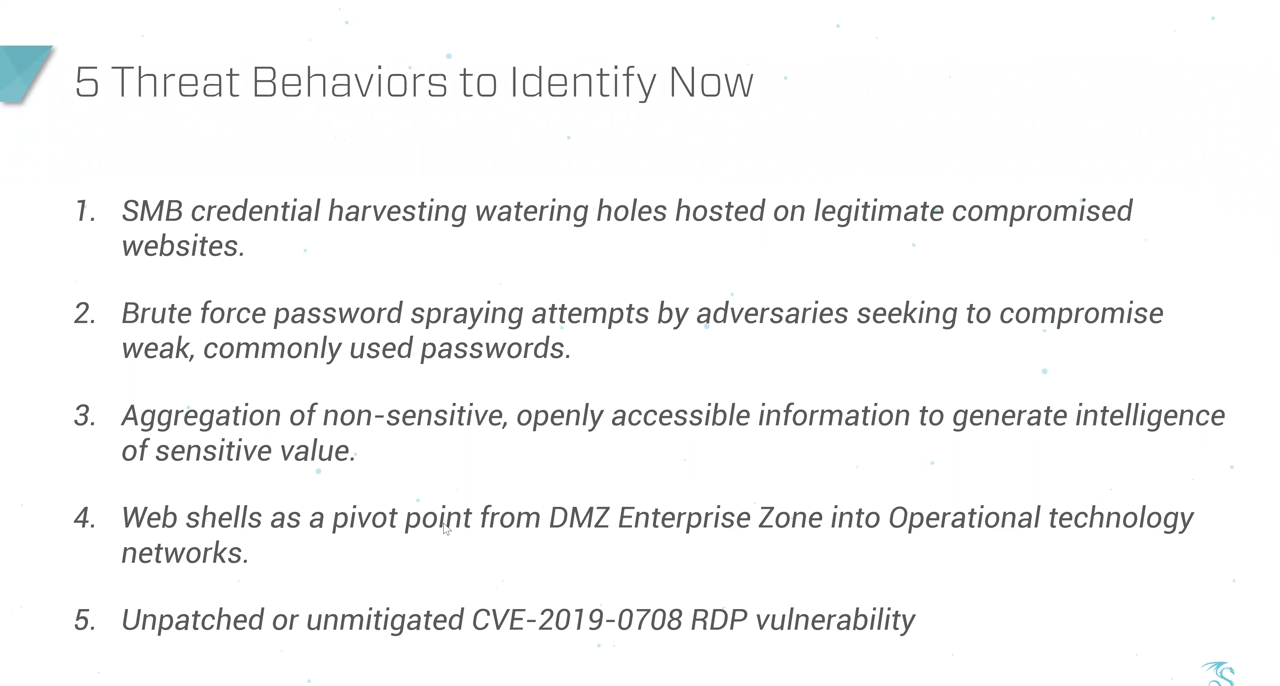 5 Threat Behaviors to Identify Now
1. SMB credential harvesting watering holes hosted on legitimate compromised
websites.
2. Brute force password spraying attempts by adversaries seeking to compromise
weak, commonly used passwords.
3. Aggregation of non-sensitive, openly accessible information to generate intelligence
of sensitive value.
4. Web shells as a pivot point from DMZ Enterprise Zone into Operational technology
networks.
5. Unpatched or unmitigated CVE-2019-0708 RDP vulnerability